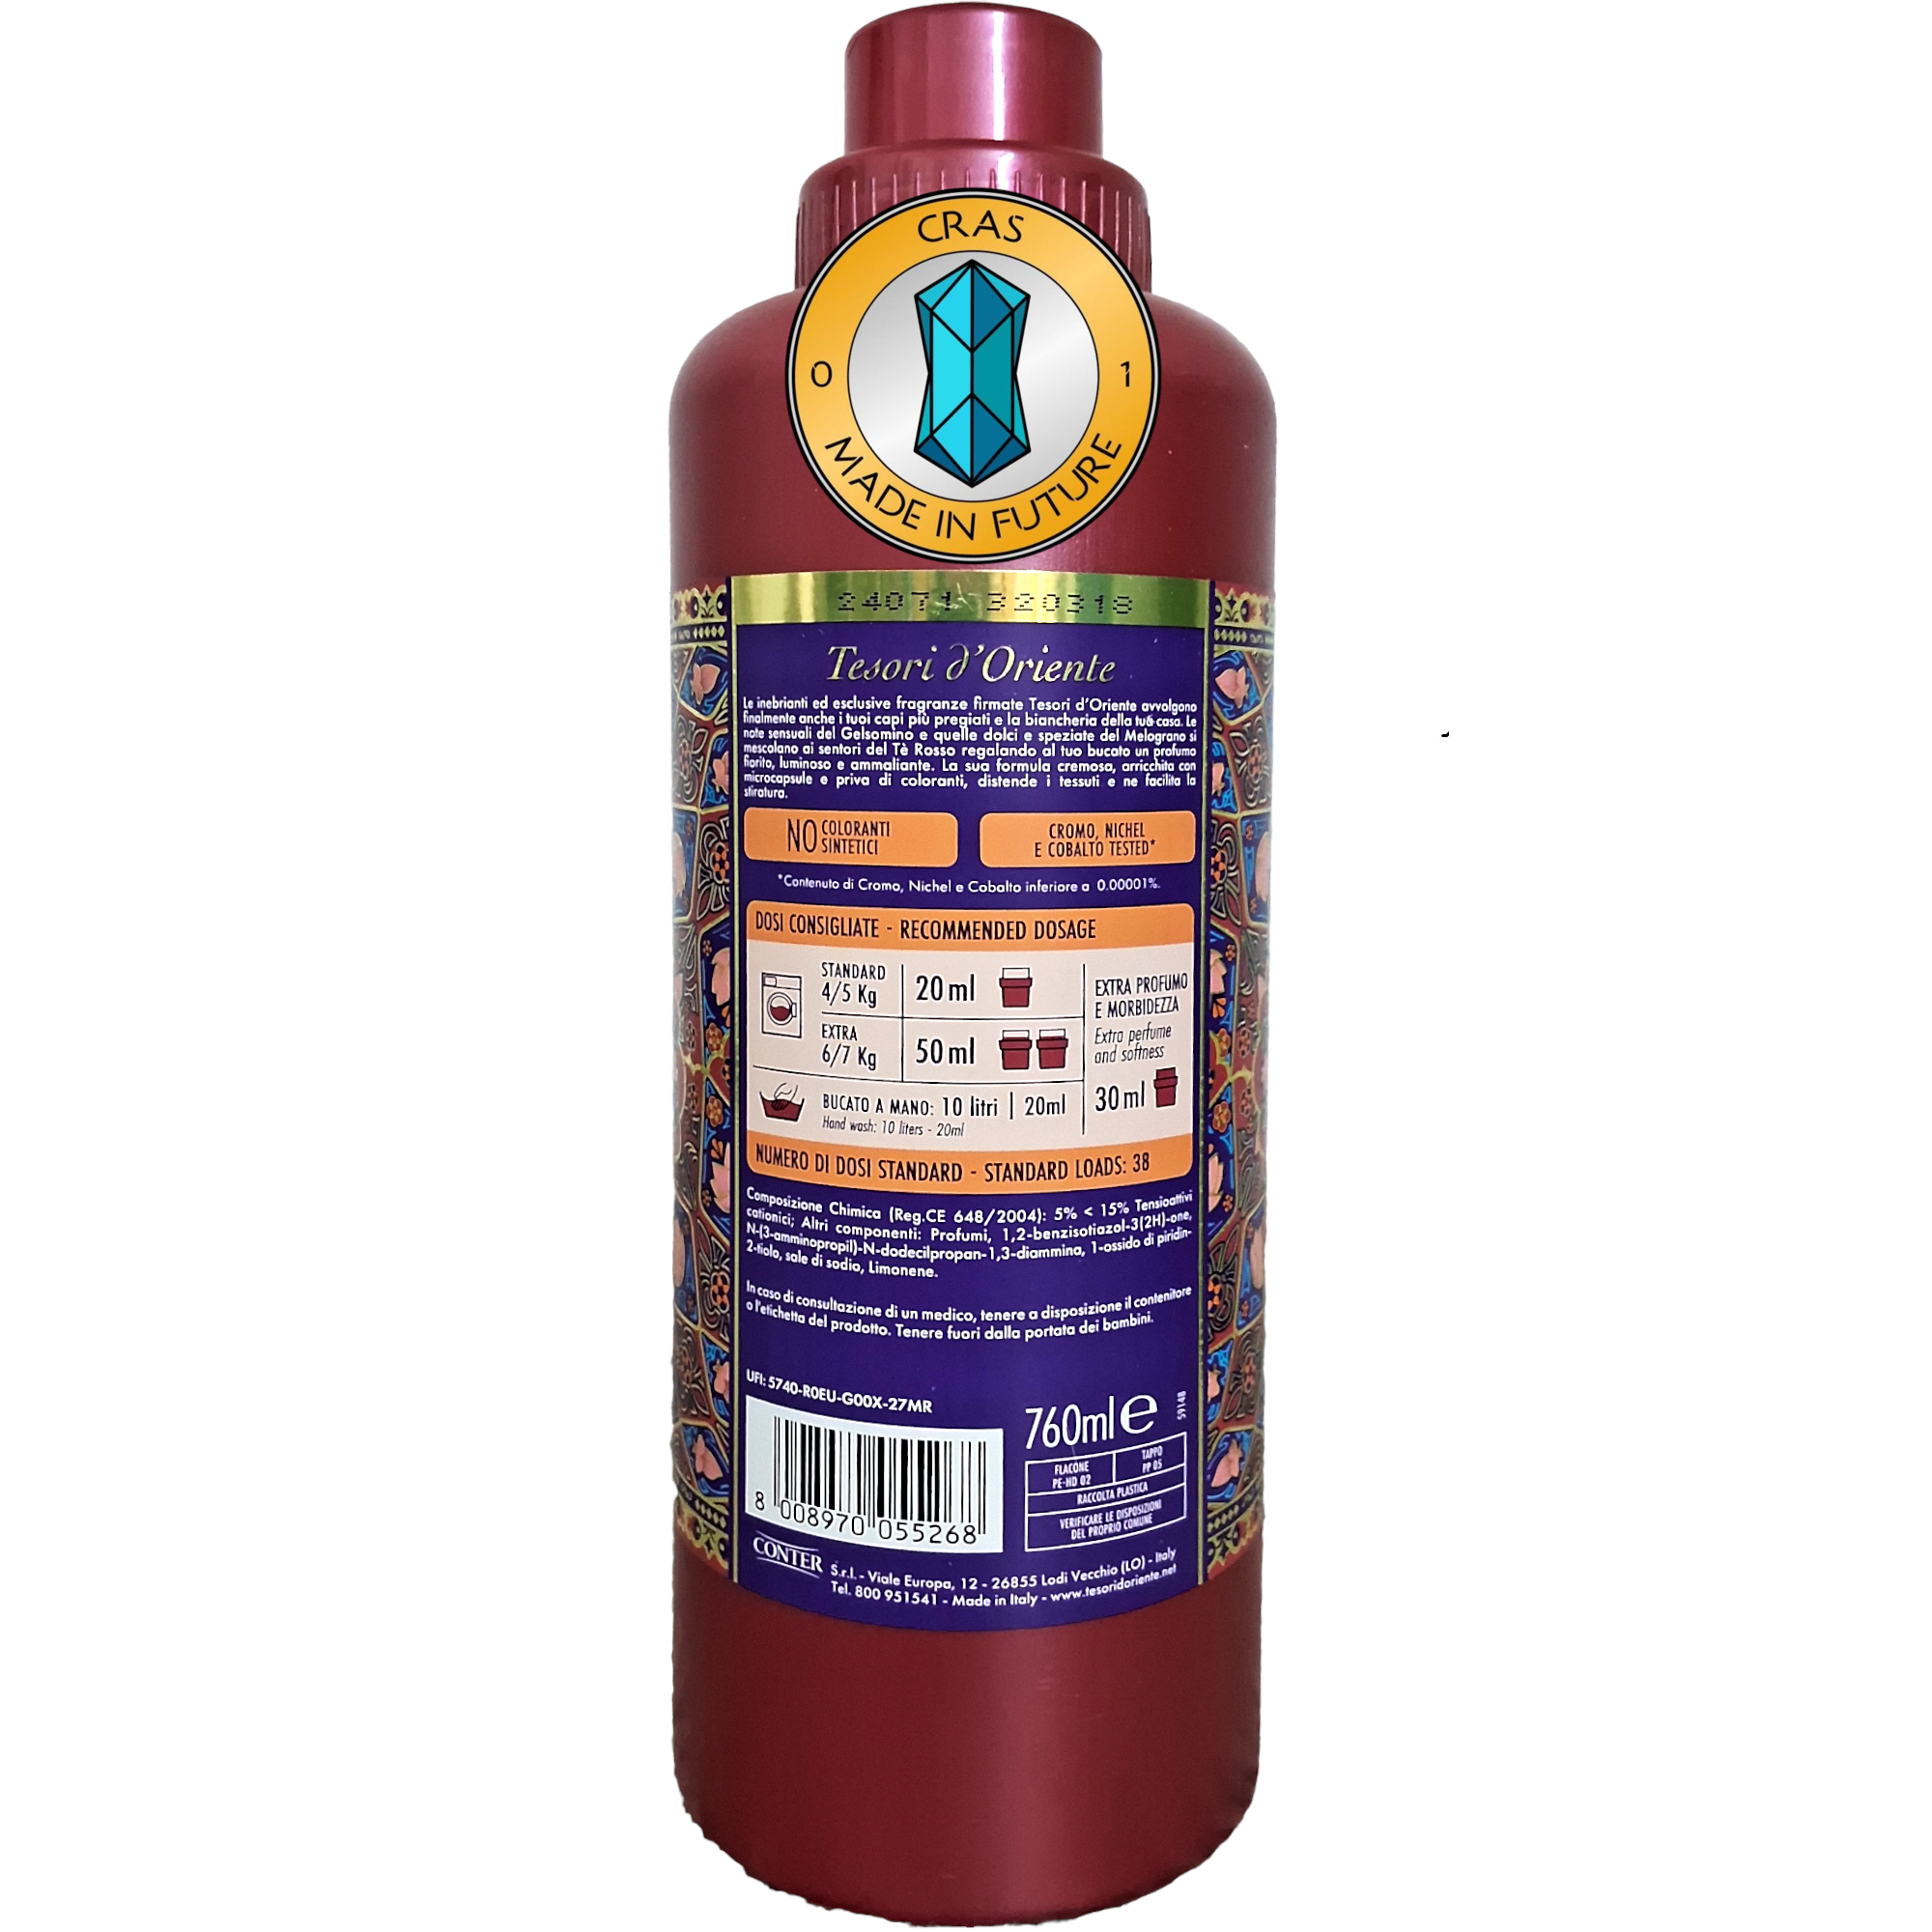 CRAS
0 1
MADE IN FUTURE
24071 320318
Tesori d'Oriente
Le inebrianti ed esclusive fragranze firmate Tesori d'Oriente avvolgono
finalmente anche i tuoi capi più pregiati e la biancheria della tua casa. Le
note sensuali del Gelsomino e quelle dolci e speziate del Melograno si
mescolano ai sentori del Tè Rosso regalando al tuo bucato un profumo
fiorito, luminoso e ammaliante. La sua formula cremosa, arricchita con
microcapsule e priva di coloranti, distende i tessuti e ne facilita la
stiratura.
NO COLORANTI
SINTETICI
CROMO, NICHEL
E COBALTO TESTED*
*Contenuto di Cromo, Nichel e Cobalto inferiore a 0.00001%.
DOSI CONSIGLIATE - RECOMMENDED DOSAGE
STANDARD
4/5 Kg
20 ml
EXTRA
6/7 Kg
50 ml
EXTRA PROFUMO
E MORBIDEZZA
Extra perfume
and softness
30 ml
BUCATO A MANO: 10 litri | 20ml
Hand wash: 10 liters - 20ml
NUMERO DI DOSI STANDARD - STANDARD LOADS: 38
Composizione Chimica (Reg.CE 648/2004): 5% < 15% Tensioattivi
cationici; Altri componenti: Profumi, 1,2-benzisotiazol-3(2H)-one,
N-(3-amminopropil)-N-dodecilpropan-1,3-diammina, 1-ossido di piridin-
2-tiolo, sale di sodio, Limonene.
In caso di consultazione di un medico, tenere a disposizione il contenitore
o l'etichetta del prodotto. Tenere fuori dalla portata dei bambini.
UFI: 5740-R0EU-G00X-27MR
8 008970 055268
760ml e
59148
FLACONE
PE-HD 02
TAPPO
PP 05
RACCOLTA PLASTICA
VERIFICARE LE DISPOSIZIONI
DEL PROPRIO COMUNE
CONTER S.r.l. - Viale Europa, 12 - 26855 Lodi Vecchio (LO) - Italy
Tel. 800 951541 - Made in Italy - www.tesoridoriente.net